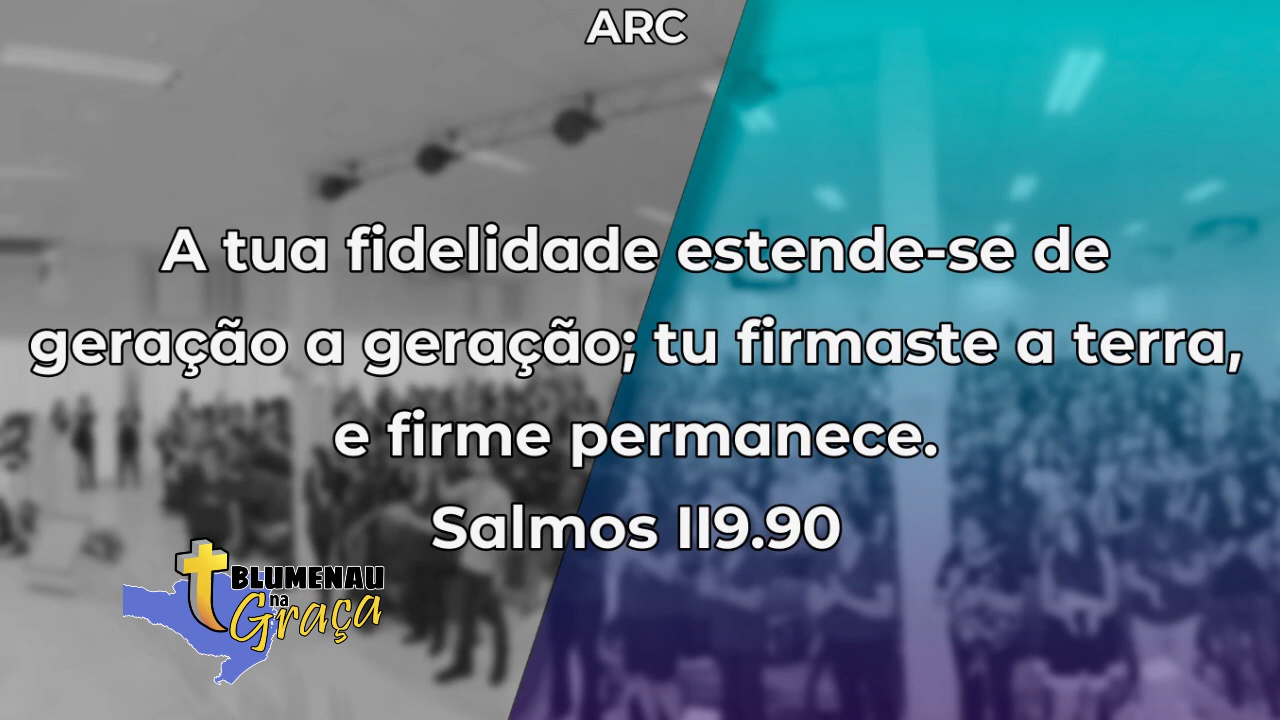 ARC
A tua fidelidade estende-se de
geração a geração; tu firmaste a terra,
e firme permanece.
Salmos 119.90
BLUMENAU
na
Graça